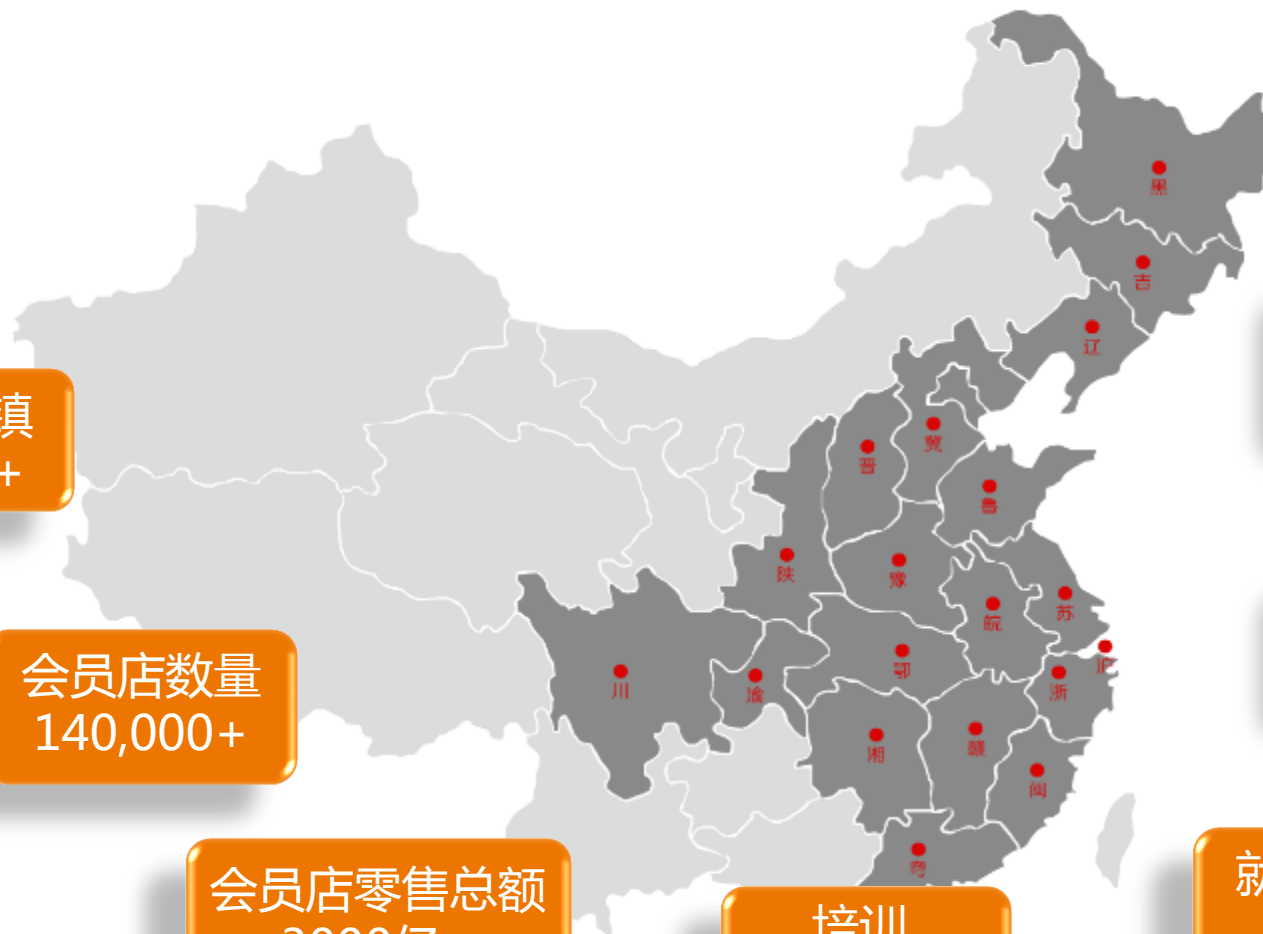 黑
吉
辽
冀
晋
鲁
陕
豫
苏
皖
沪
鄂
浙
川
渝
湘
赣
闽
粤
镇
+
会员店数量
140,000+
会员店零售总额
培训
就